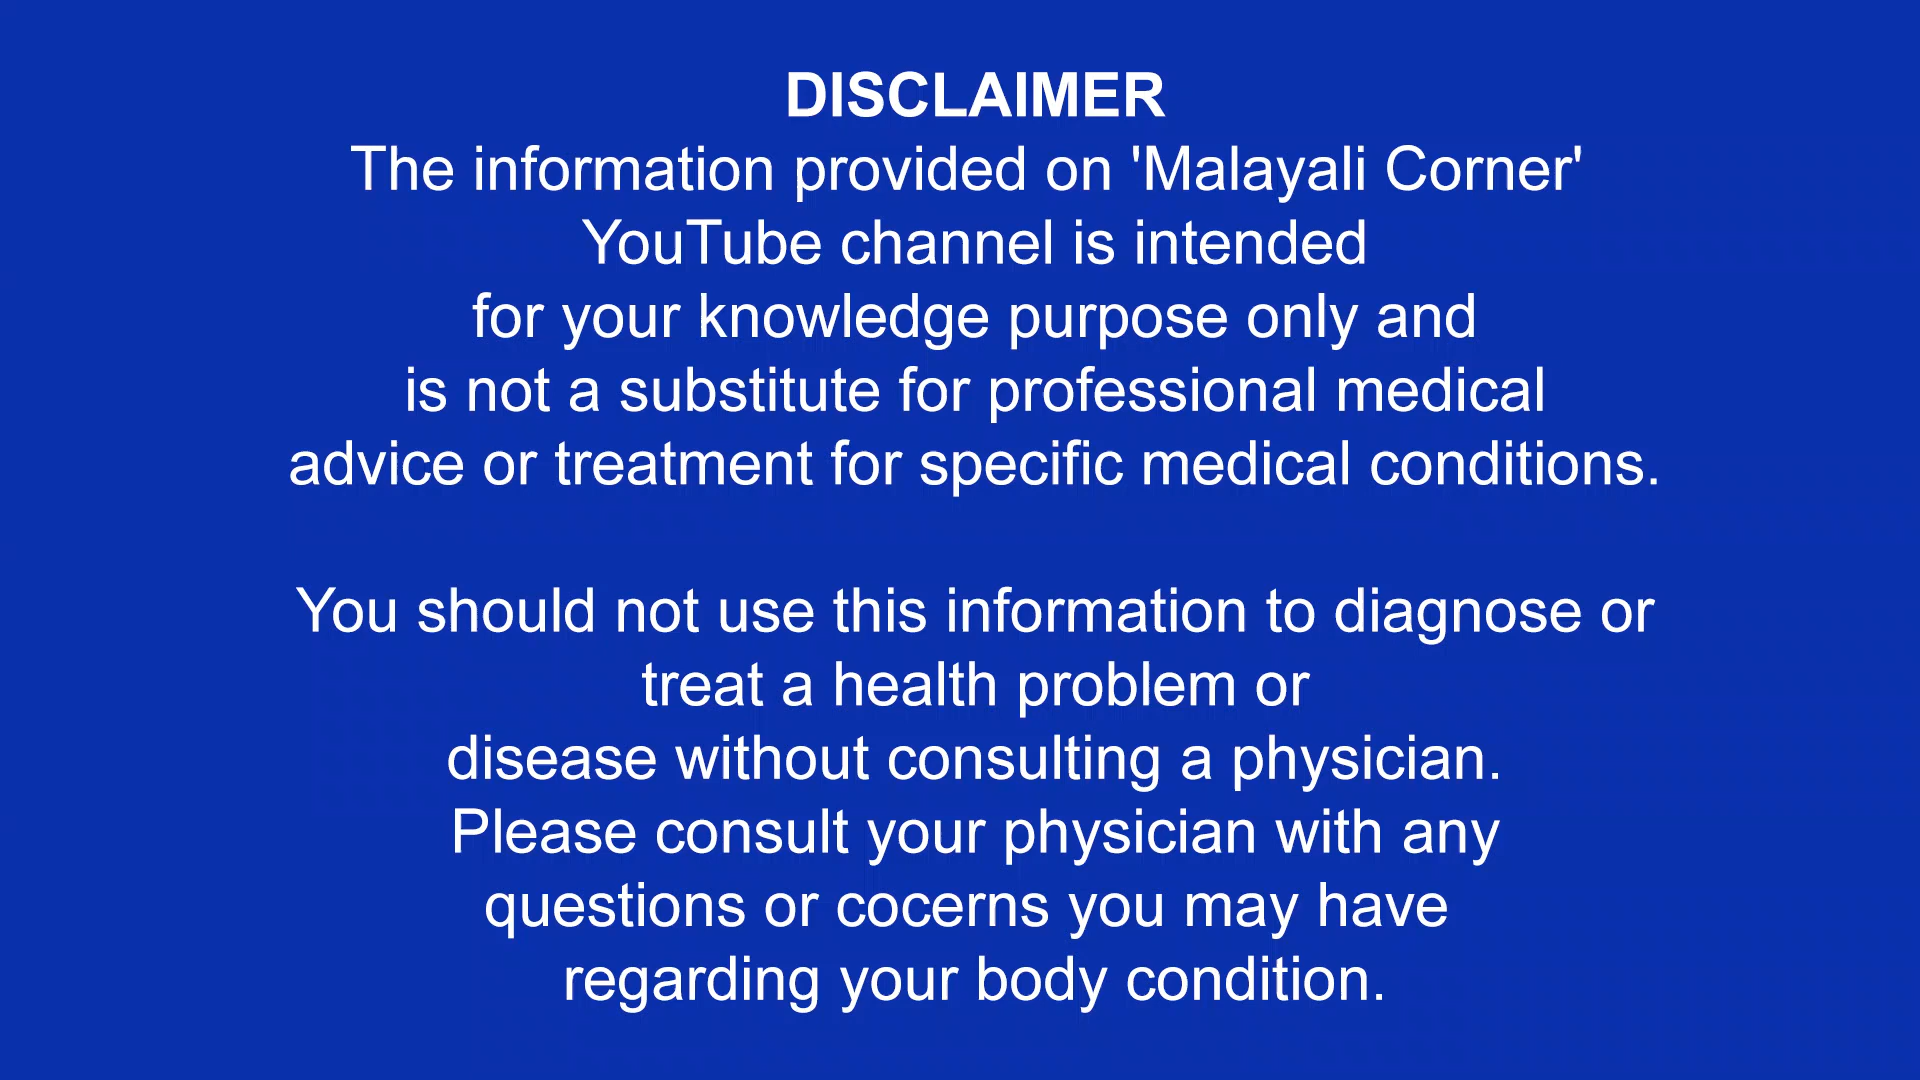 DISCLAIMER
The information provided on 'Malayali Corner'
YouTube channel is intended
for your knowledge purpose only and
is not a substitute for professional medical
advice or treatment for specific medical conditions.
You should not use this information to diagnose or
treat a health problem or
disease without consulting a physician.
Please consult your physician with any
questions or cocerns you may have
regarding your body condition.